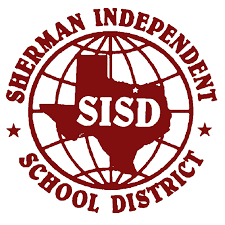 SHERMAN INDEPENDENT
SISD
SCHOOL DISTRICT